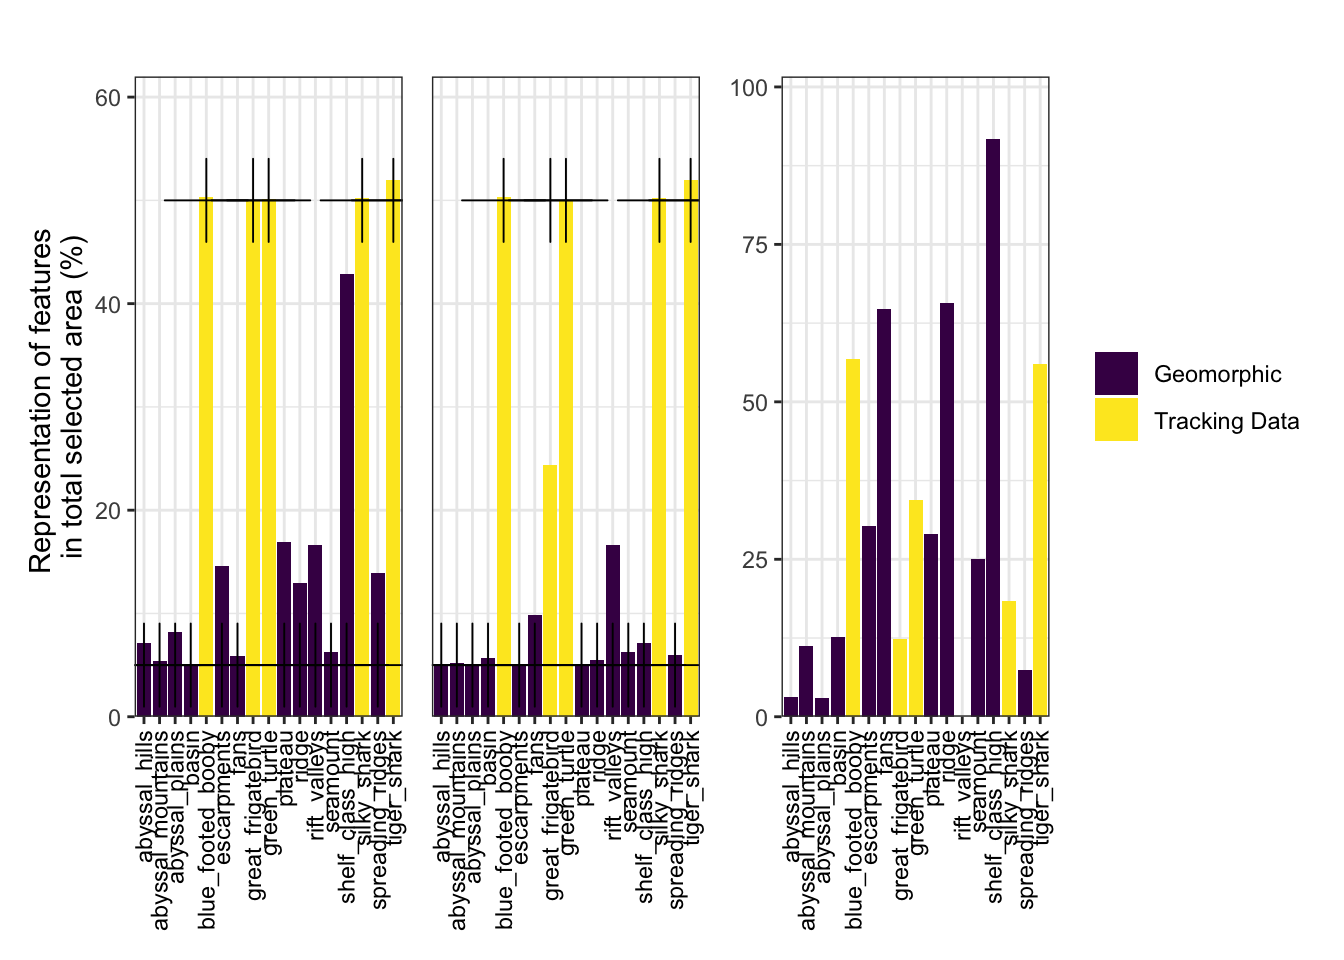 Representation of features
in total selected area (%)
60
40
20
0
100
75
50
25
0
abyssal_hills
abyssal_mountains
abyssal_plains
basin
blue_footed_booby
escarpments
fans
great_frigatebird
green_turtle
plateau
ridge
rift_valleys
seamount
shelf_class_high
silky_shark
spreading_ridges
tiger_shark
abyssal_hills
abyssal_mountains
abyssal_plains
basin
blue_footed_booby
escarpments
fans
great_frigatebird
green_turtle
plateau
ridge
rift_valleys
seamount
shelf_class_high
silky_shark
spreading_ridges
tiger_shark
abyssal_hills
abyssal_mountains
abyssal_plains
basin
blue_footed_booby
escarpments
fans
great_frigatebird
green_turtle
plateau
ridge
rift_valleys
seamount
shelf_class_high
silky_shark
spreading_ridges
tiger_shark
Geomorphic
Tracking Data